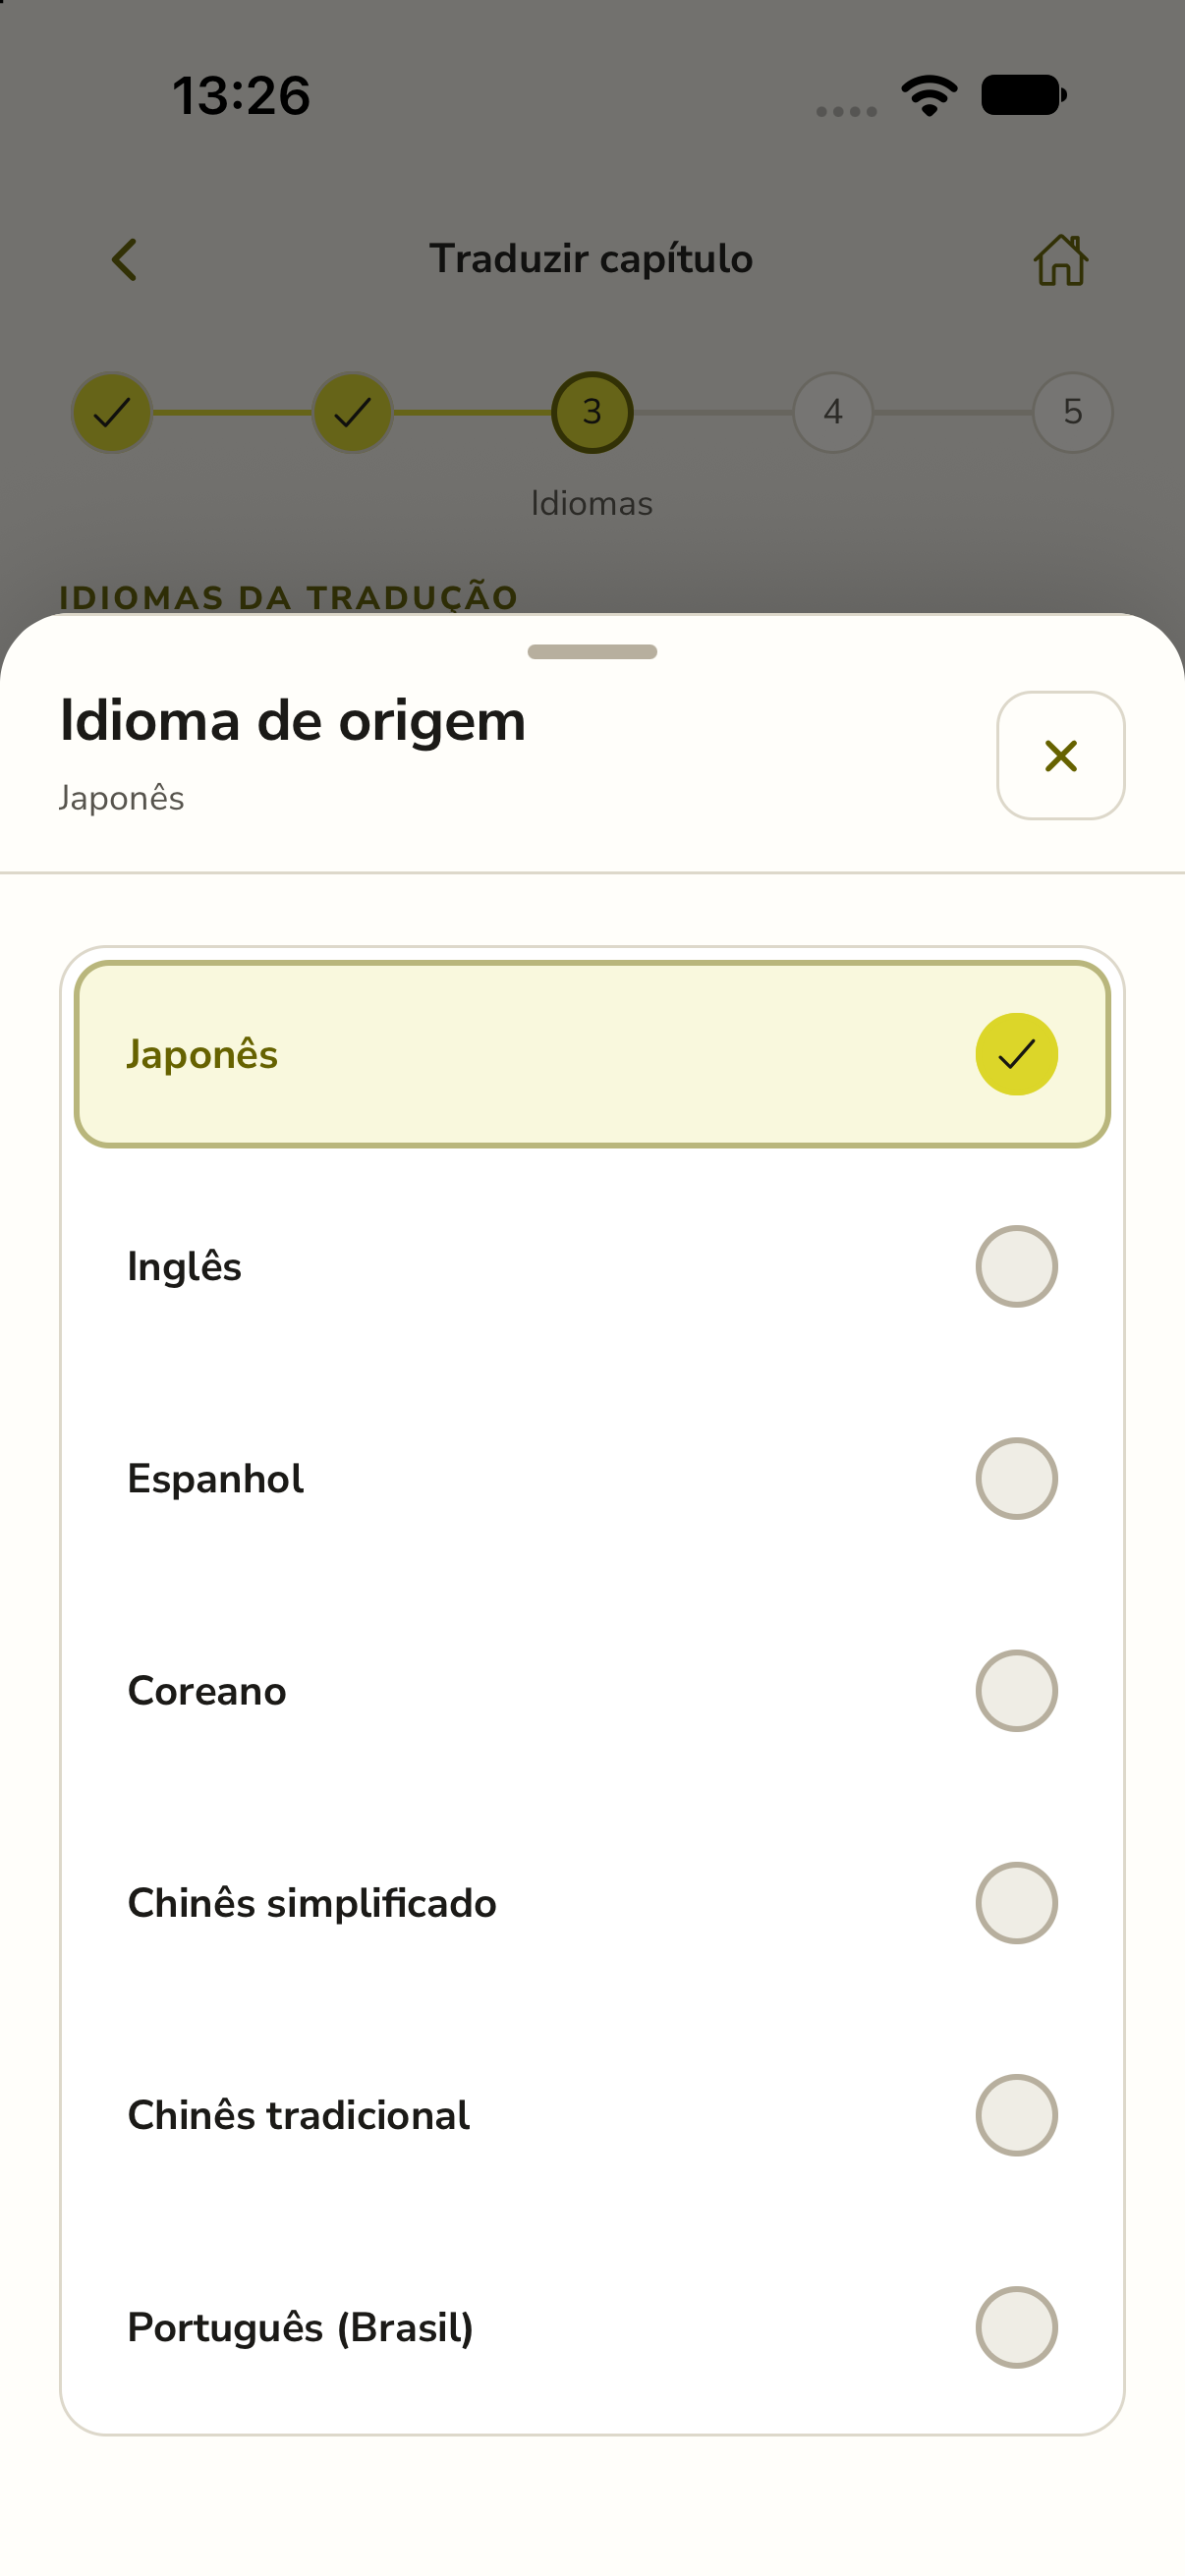 13:26
Traduzir capítulo
3
4
5
Idiomas
IDIOMAS DA TRADUÇÃO
Idioma de origem
Japonês
Japonês
Inglês
Espanhol
Coreano
Chinês simplificado
Chinês tradicional
Português (Brasil)